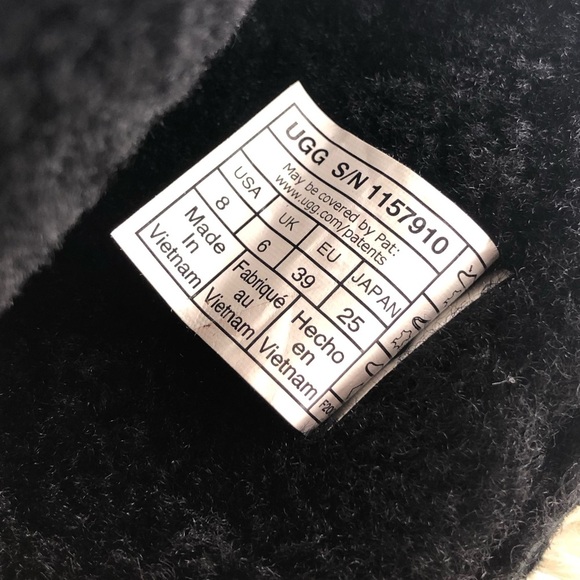 UGG S/N 1157910
May be covered by Pat:
www.ugg.com/patents
USA UK EU JAPAN
8 6 39 25
Made In Vietnam
Fabriqué au Vietnam
Hecho en Vietnam